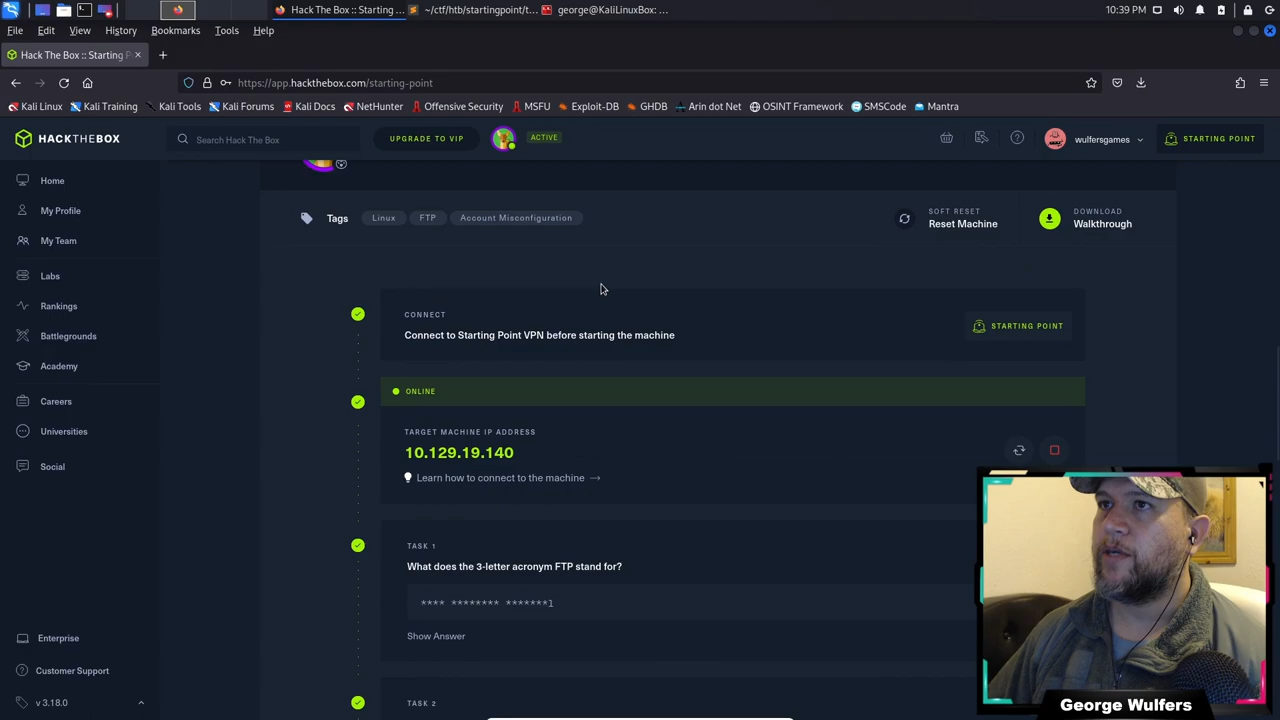 Hack The Box :: Starting ...
~/ctf/htb/startingpoint/t...
george@KaliLinuxBox: ...
10:39 PM
File Edit View History Bookmarks Tools Help
Hack The Box :: Starting P
https://app.hackthebox.com/starting-point
Kali Linux Kali Training Kali Tools Kali Forums Kali Docs NetHunter Offensive Security MSFU Exploit-DB GHDB Arin dot Net OSINT Framework SMSCode Mantra
HACKTHEBOX
Search Hack The Box
UPGRADE TO VIP
ACTIVE
wulfersgames
STARTING POINT
Home
My Profile
My Team
Labs
Rankings
Battlegrounds
Academy
Careers
Universities
Social
Enterprise
Customer Support
v 3.18.0
Tags Linux FTP Account Misconfiguration
SOFT RESET
Reset Machine
DOWNLOAD
Walkthrough
CONNECT
Connect to Starting Point VPN before starting the machine
STARTING POINT
ONLINE
TARGET MACHINE IP ADDRESS
10.129.19.140
Learn how to connect to the machine →
TASK 1
What does the 3-letter acronym FTP stand for?
**** ******** *******l
Show Answer
TASK 2
George Wulfers